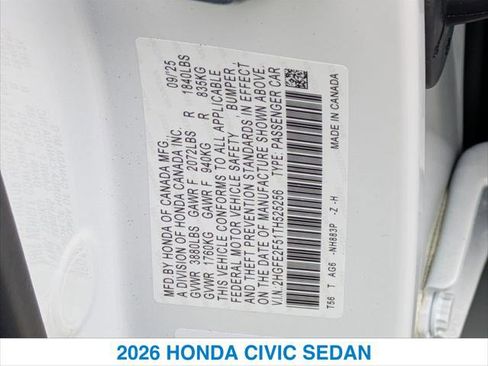 MFD. BY HONDA OF CANADA MFG. 09/25
A DIVISION OF HONDA CANADA INC.
GVWR 3880LBS GAWR F 2072LBS R 1840LBS
GVWR 1760KG GAWR F 940KG R 835KG
THIS VEHICLE CONFORMS TO ALL APPLICABLE
FEDERAL MOTOR VEHICLE SAFETY BUMPER
AND THEFT PREVENTION STANDARDS IN EFFECT
ON THE DATE OF MANUFACTURE SHOWN ABOVE.
V.I.N: 2HGFE2F51TH525256 TYPE: PASSENGER CAR
T56 T AG6 -NH883P -Z -H MADE IN CANADA
2026 HONDA CIVIC SEDAN